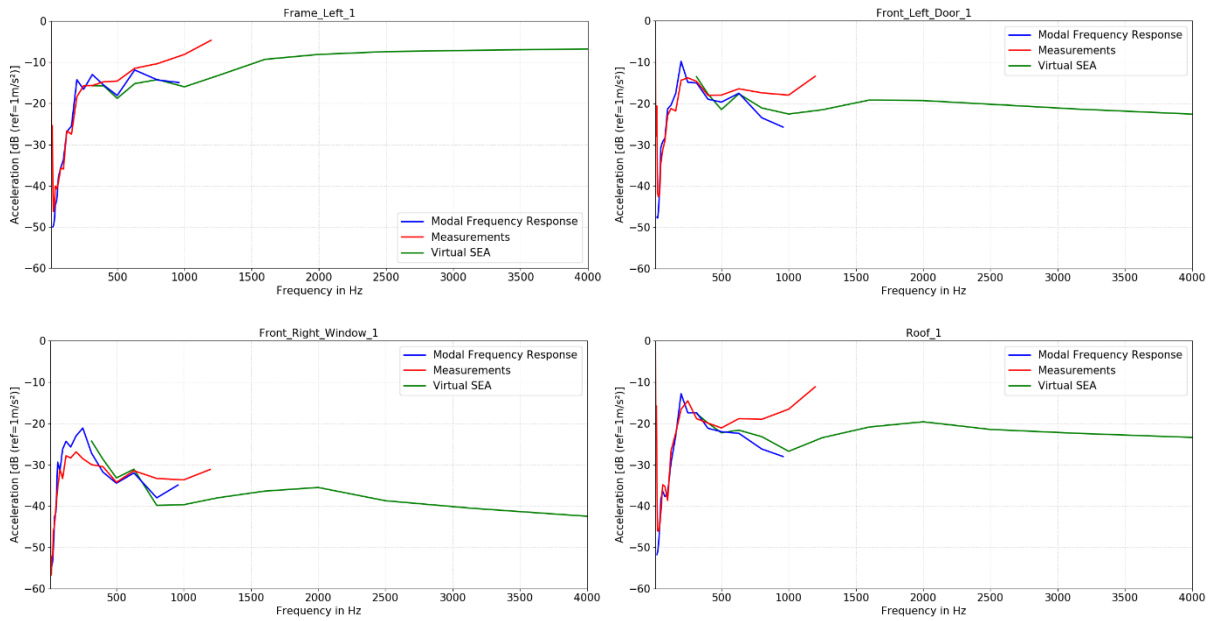 Frame_Left_1
0
−10
−20
−30
−40
−50
−60
Acceleration [dB (ref=1m/s²)]
Modal Frequency Response
Measurements
Virtual SEA
500 1000 1500 2000 2500 3000 3500 4000
Frequency in Hz
Front_Left_Door_1
0
−10
−20
−30
−40
−50
−60
Acceleration [dB (ref=1m/s²)]
Modal Frequency Response
Measurements
Virtual SEA
500 1000 1500 2000 2500 3000 3500 4000
Frequency in Hz
Front_Right_Window_1
0
−10
−20
−30
−40
−50
−60
Acceleration [dB (ref=1m/s²)]
Modal Frequency Response
Measurements
Virtual SEA
500 1000 1500 2000 2500 3000 3500 4000
Frequency in Hz
Roof_1
0
−10
−20
−30
−40
−50
−60
Acceleration [dB (ref=1m/s²)]
Modal Frequency Response
Measurements
Virtual SEA
500 1000 1500 2000 2500 3000 3500 4000
Frequency in Hz